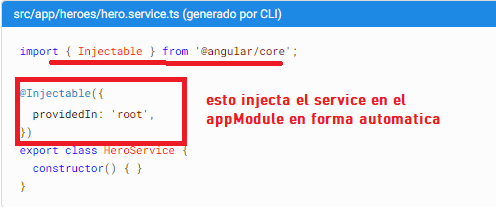 src/app/heroes/hero.service.ts (generado por CLI)
import { Injectable } from '@angular/core';
@Injectable({
providedIn: 'root',
})
esto injecta el service en el
appModule en forma automatica
export class HeroService {
constructor() { }
}